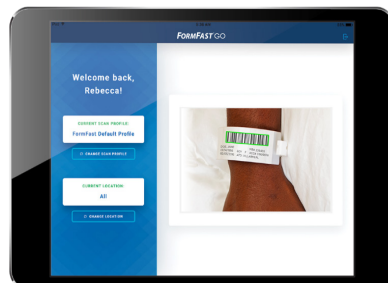 FORMFAST GO
Welcome back,
Rebecca!
CURRENT SCAN PROFILE:
FormFast Default Profile
CHANGE SCAN PROFILE
CURRENT LOCATION:
All
CHANGE LOCATION